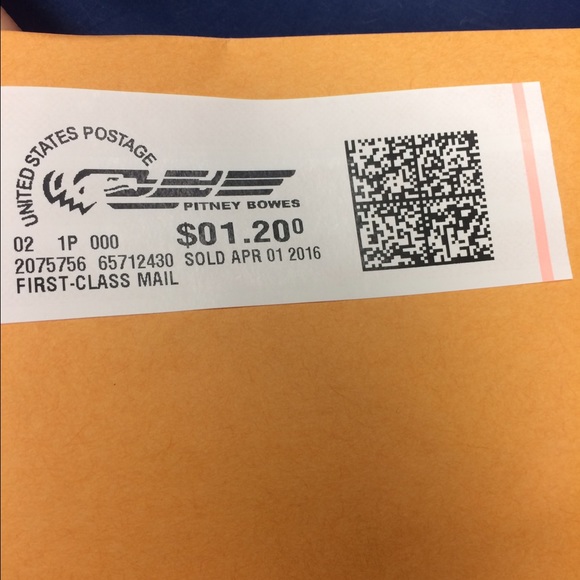 UNITED STATES POSTAGE
PITNEY BOWES
02 1P 000 $01.20⁰
2075756 65712430 SOLD APR 01 2016
FIRST-CLASS MAIL